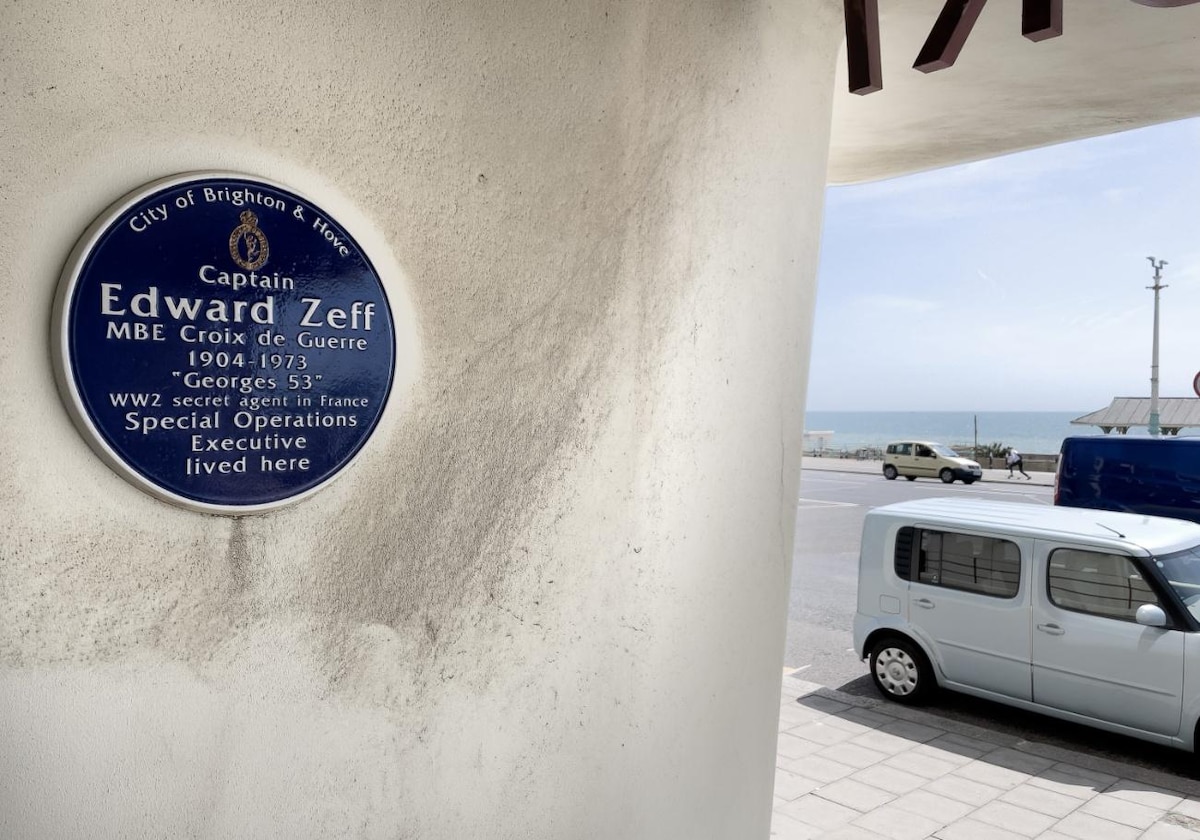 City of Brighton & Hove
Captain
Edward Zeff
MBE Croix de Guerre
1904-1973
"Georges 53"
WW2 secret agent in France
Special Operations
Executive
lived here